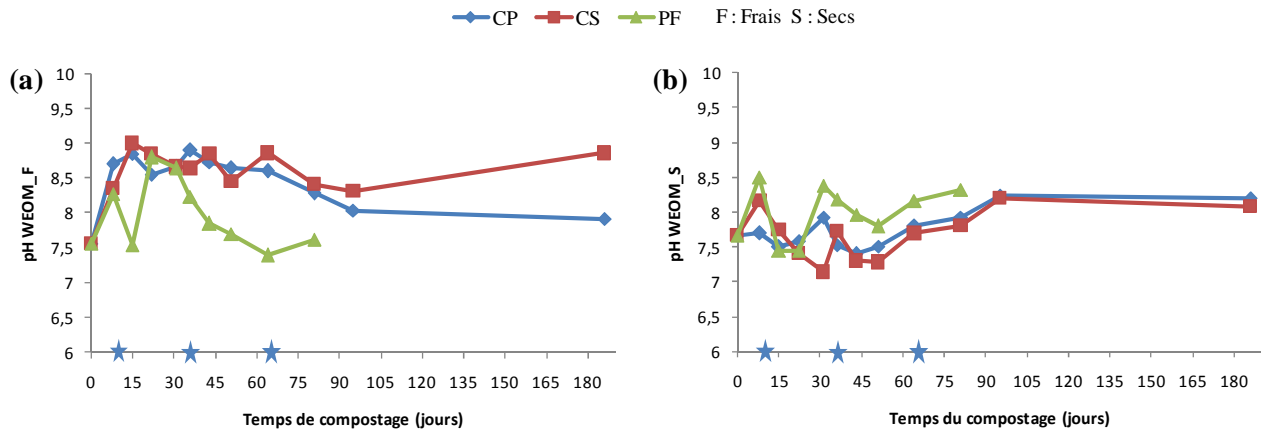 CP CS PF F : Frais S : Secs
(a)
pH WEOM_F
10
9,5
9
8,5
8
7,5
7
6,5
6
0 15 30 45 60 75 90 105 120 135 150 165 180
Temps de compostage (jours)
(b)
pH WEOM_S
10
9,5
9
8,5
8
7,5
7
6,5
6
0 15 30 45 60 75 90 105 120 135 150 165 180
Temps du compostage (jours)